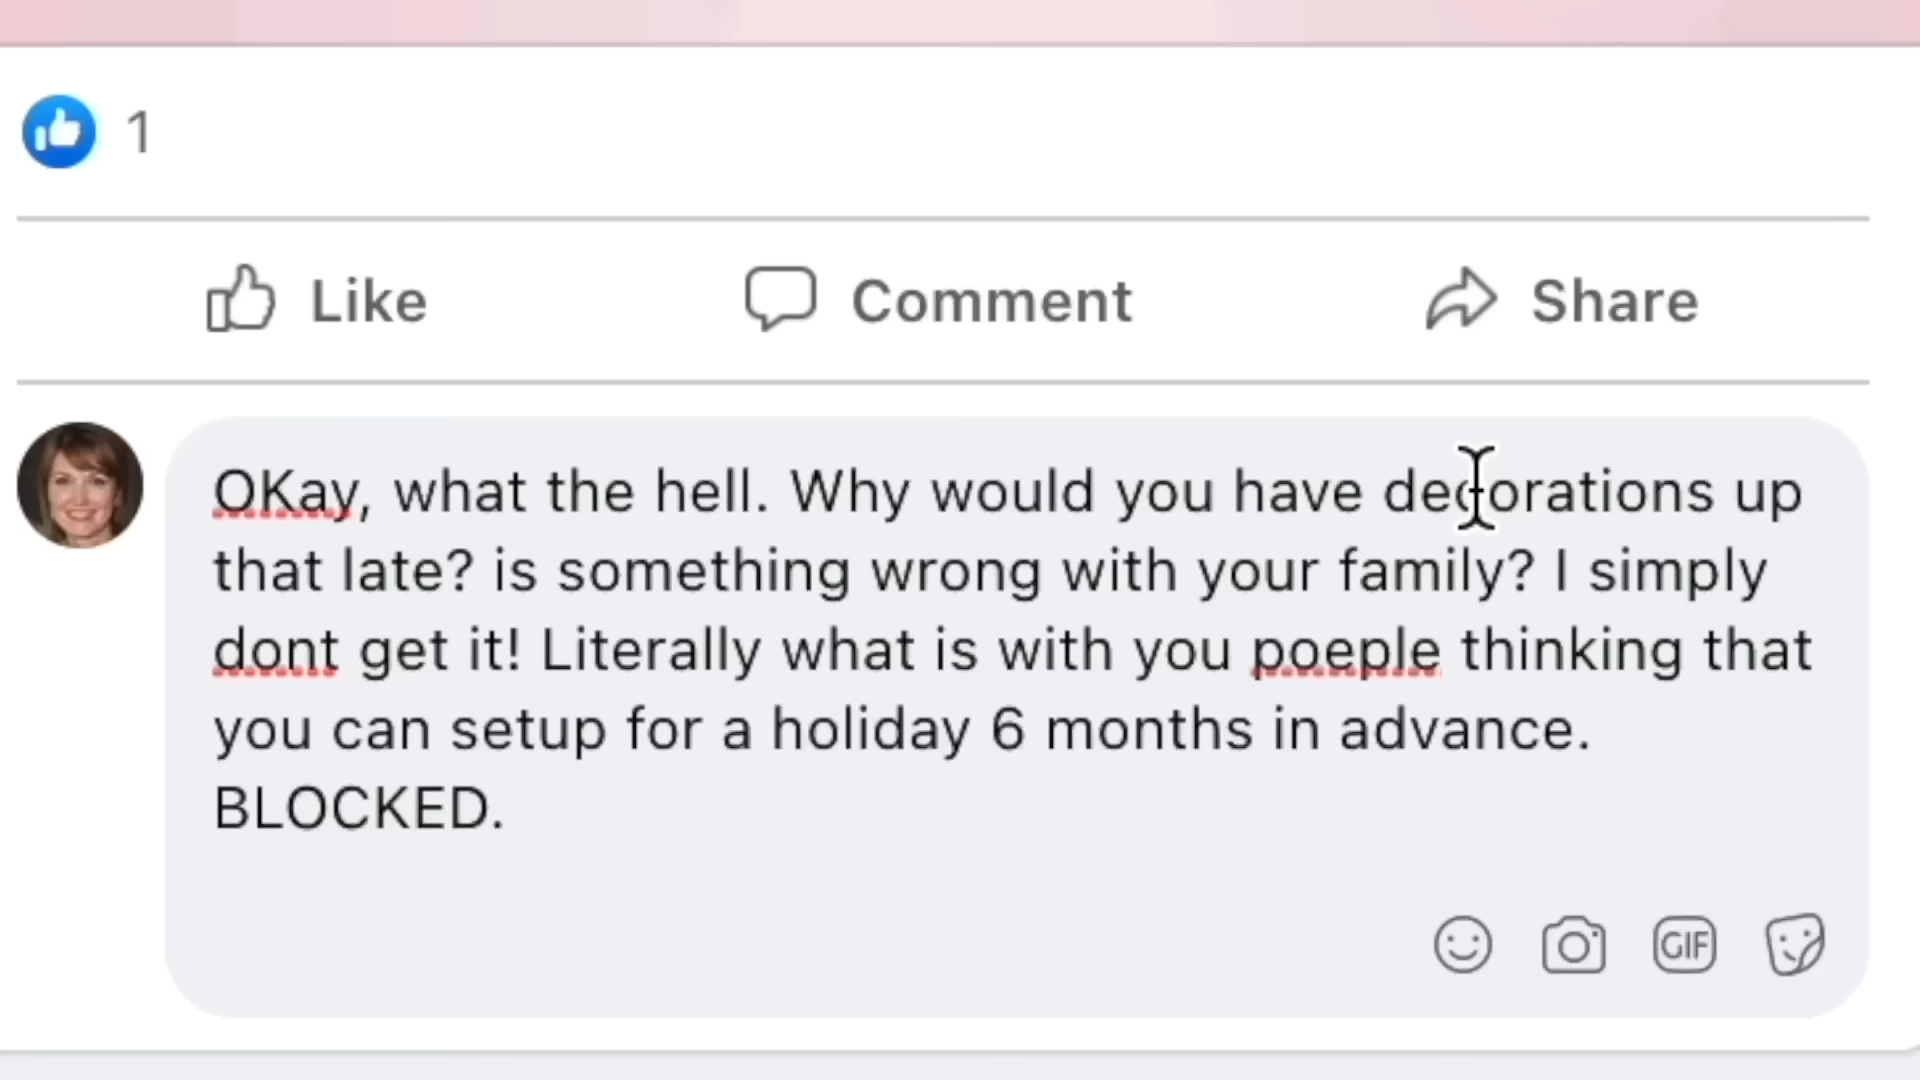 1
Like Comment Share
OKay, what the hell. Why would you have decorations up
that late? is something wrong with your family? I simply
dont get it! Literally what is with you poeple thinking that
you can setup for a holiday 6 months in advance.
BLOCKED.
GIF